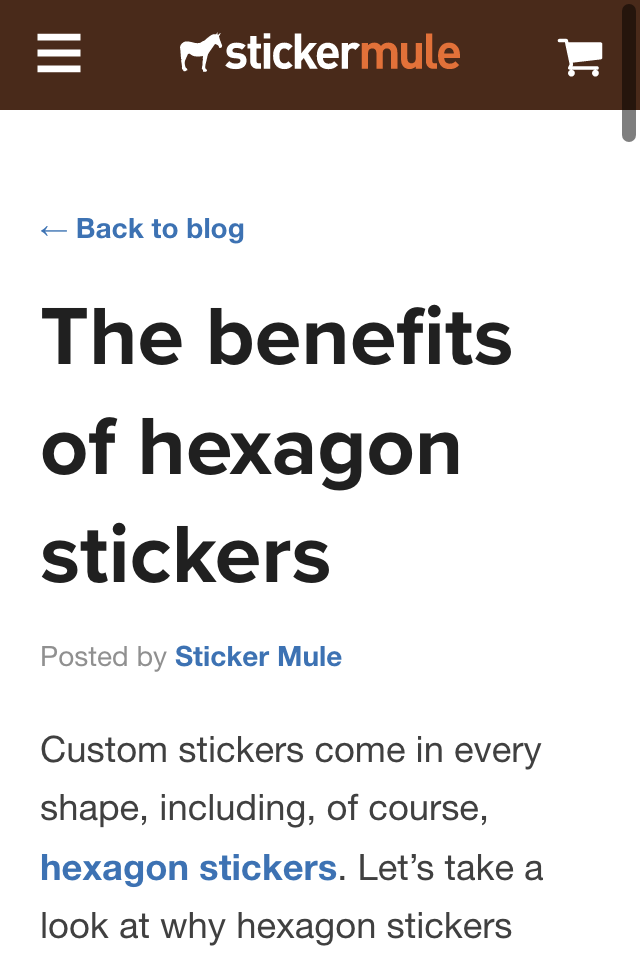 stickermule
← Back to blog
The benefits
of hexagon
stickers
Posted by Sticker Mule
Custom stickers come in every
shape, including, of course,
hexagon stickers. Let’s take a
look at why hexagon stickers